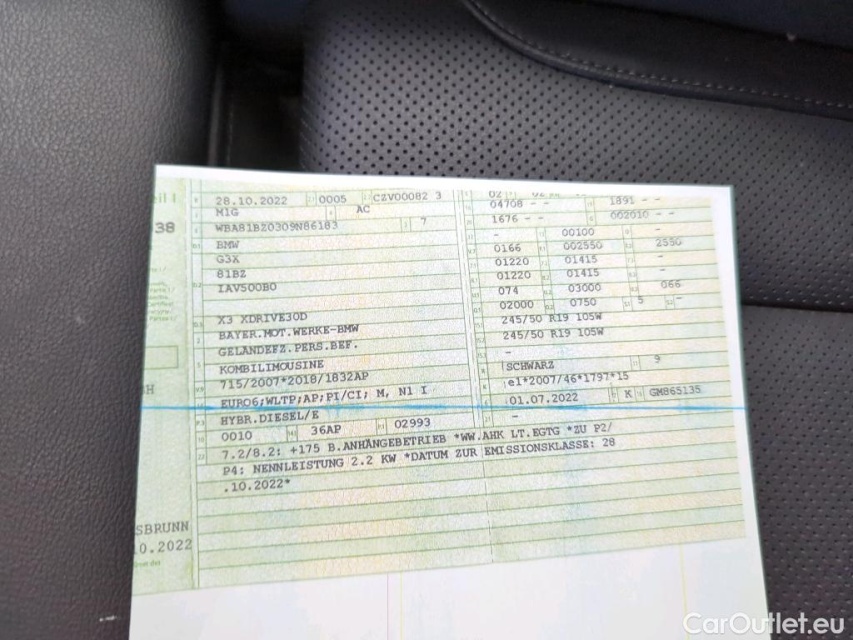 28.10.2022 0005 CZV00082 3
M1G AC
WBA81BZ0309N86183 7
BMW
G3X
81BZ
IAV500B0
X3 XDRIVE30D
BAYER.MOT.WERKE-BMW
GELANDEFZ.PERS.BEF.
KOMBILIMOUSINE
715/2007*2018/1832AP
EURO6;WLTP;AP;PI/CI; M, N1 I
HYBR.DIESEL/E
0010 36AP 02993
04708 - - 1891 - -
1676 - - 002010 - -
- 00100 -
0166 002550 2550
01220 01415 -
01220 01415 -
074 03000 066
02000 0750 5 -
245/50 R19 105W
245/50 R19 105W
-
SCHWARZ 9
e1*2007/46*1797*15
01.07.2022 K GM865135
-
7.2/8.2: +175 B.ANHÄNGEBETRIEB *WW.AHK LT.EGTG *ZU P2/
P4: NENNLEISTUNG 2.2 KW *DATUM ZUR EMISSIONSKLASSE: 28
.10.2022*
38
H
SBRUNN
0.2022
CarOutlet.eu